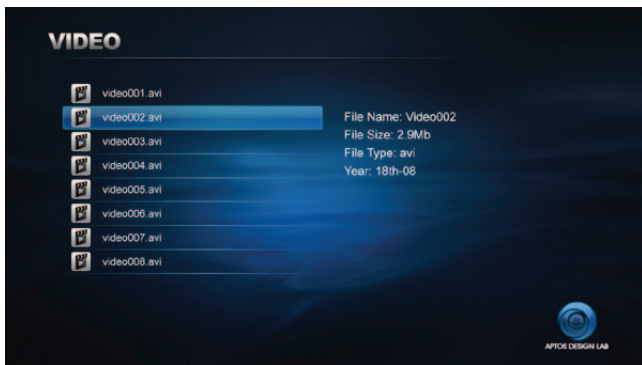 VIDEO
video001.avi
video002.avi
video003.avi
video004.avi
video005.avi
video006.avi
video007.avi
video008.avi
File Name: Video002
File Size: 2.9Mb
File Type: avi
Year: 18th-08
APTOS DESIGN LAB